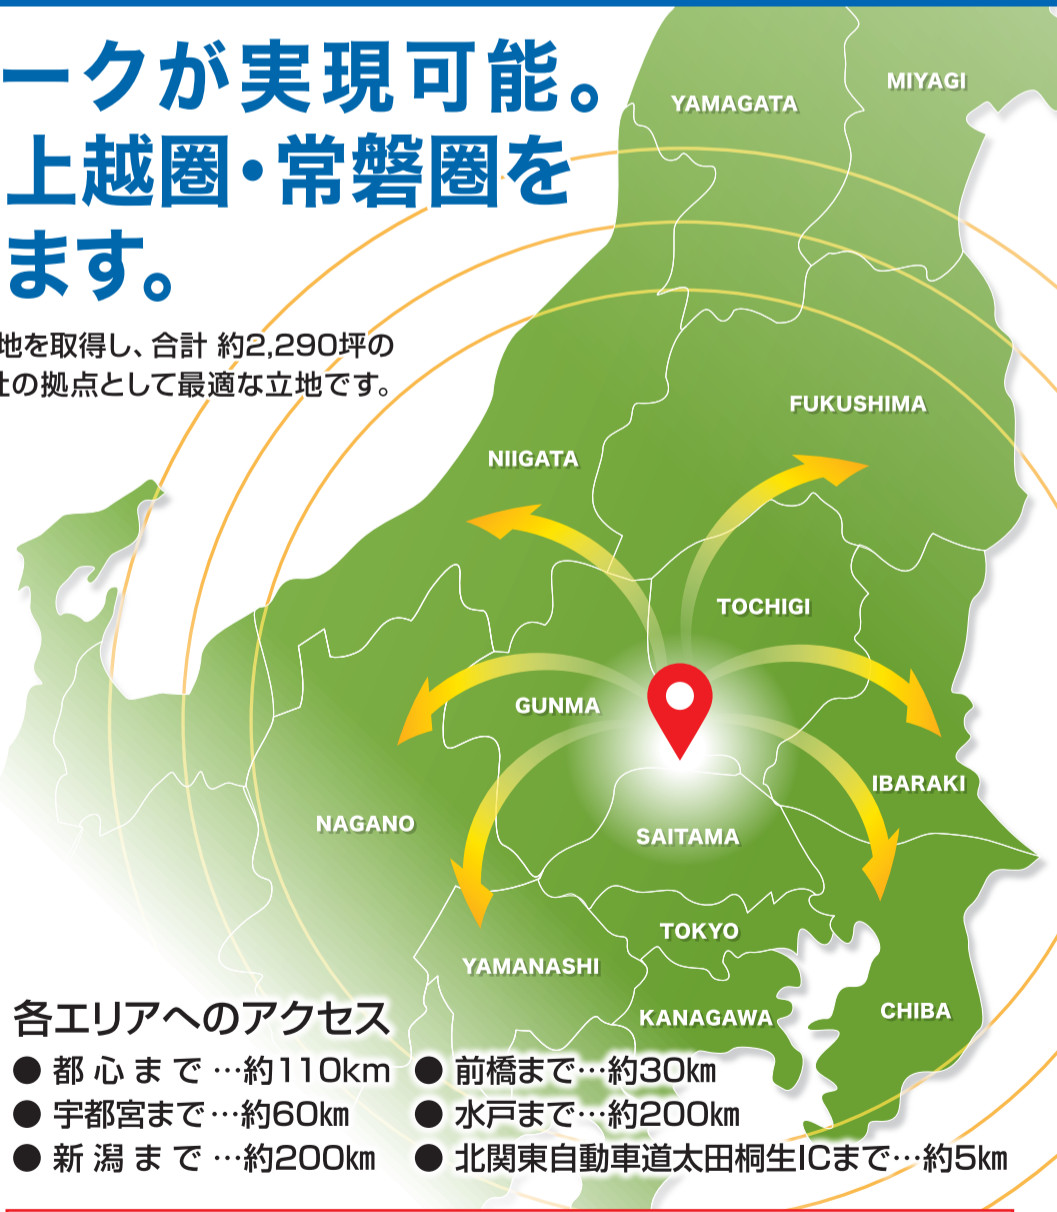 ークが実現可能。
上越圏・常磐圏を
ます。
地を取得し、合計 約2,290坪の
の拠点として最適な立地です。
YAMAGATA
MIYAGI
FUKUSHIMA
NIIGATA
TOCHIGI
GUNMA
IBARAKI
NAGANO
SAITAMA
TOKYO
YAMANASHI
KANAGAWA
CHIBA
各エリアへのアクセス
● 都心まで…約110km ● 前橋まで…約30km
● 宇都宮まで…約60km ● 水戸まで…約200km
● 新潟まで…約200km ● 北関東自動車道太田桐生ICまで…約5km